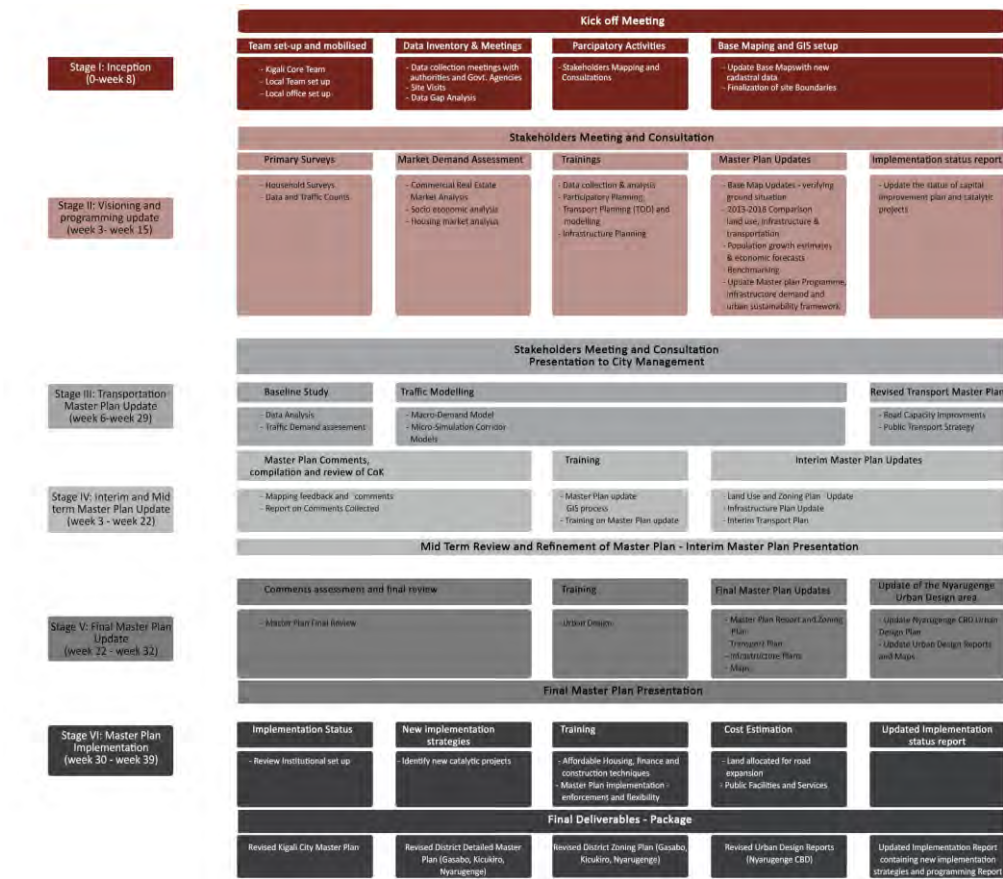 Kick off Meeting
Stage I: Inception
(0-week 8)
Team set-up and mobilised
- Kigali Core Team
- Local Team set up
- Local office set up
Data Inventory & Meetings
- Data collection meetings with
authorities and Govt. Agencies
- Site Visits
- Data Gap Analysis
Parcipatory Activities
- Stakeholders Mapping and
Consultations
Base Maping and GIS setup
- Update Base Mapswith new
cadastral data
- Finalization of site Boundaries
Stakeholders Meeting and Consultation
Stage II: Visioning and
programming update
(week 3- week 15)
Primary Surveys
- Household Surveys
- Data and Traffic Counts
Market Demand Assessment
- Commercial Real Estate
Market Analysis
- Socio economic analysis
- Housing market analysis
Trainings
- Data collection & analysis
- Participatory Planning,
- Transport Planning (TOD) and
modelling
- Infrastructure Planning
Master Plan Updates
- Base Map Updates - verifying
ground situation
- 2013-2018 Comparison
land use, infrastructure &
transportation
- Population growth estimates
& economic forecasts
- Benchmarking
- Update Master plan Programme,
infrastructure demand and
urban sustainability framework
Implementation status report
- Update the status of capital
improvement plan and catalytic
projects
Stakeholders Meeting and Consultation
Presentation to City Management
Stage III: Transportation
Master Plan Update
(week 6-week 29)
Baseline Study
- Data Analysis
- Traffic Demand assesement
Traffic Modelling
- Macro-Demand Model
- Micro-Simulation Corridor
Models
Revised Transport Master Plan
- Road Capacity Improvments
- Public Transport Strategy
Stage IV: Interim and Mid
term Master Plan Update
(week 3 - week 22)
Master Plan Comments,
compilation and review of CoK
- Mapping feedback and comments
- Report on Comments Collected
Training
- Master Plan update
GIS process
- Training on Master Plan update
Interim Master Plan Updates
- Land Use and Zoning Plan Update
- Infrastructure Plan Update
- Interim Transport Plan
Mid Term Review and Refinement of Master Plan - Interim Master Plan Presentation
Stage V: Final Master Plan
Update
(week 22 - week 32)
Comments assessment and final review
- Master Plan Final Review
Training
- Urban Design
Final Master Plan Updates
- Master Plan Report and Zoning
Plan
Transport Plan
- Infrastructure Plans
- Maps
Update of the Nyarugenge
Urban Design area
- Update Nyarugenge CBD Urban
Design Plan
- Update Urban Design Reports
and Maps
Final Master Plan Presentation
Stage VI: Master Plan
Implementation
(week 30 - week 39)
Implementation Status
- Review Institutional set up
New implementation
strategies
- Identify new catalytic projects
Training
- Affordable Housing, finance and
construction techniques
- Master Plan Implementation -
enforcement and flexibility
Cost Estimation
- Land allocated for road
expansion
- Public Facilities and Services
Updated Implementation
status report
Final Deliverables - Package
Revised Kigali City Master Plan
Revised District Detailed Master
Plan (Gasabo, Kicukiro,
Nyarugenge)
Revised District Zoning Plan (Gasabo,
Kicukiro, Nyarugenge)
Revised Urban Design Reports
(Nyarugenge CBD)
Updated Implementation Report
containing new implementation
strategies and programming Report